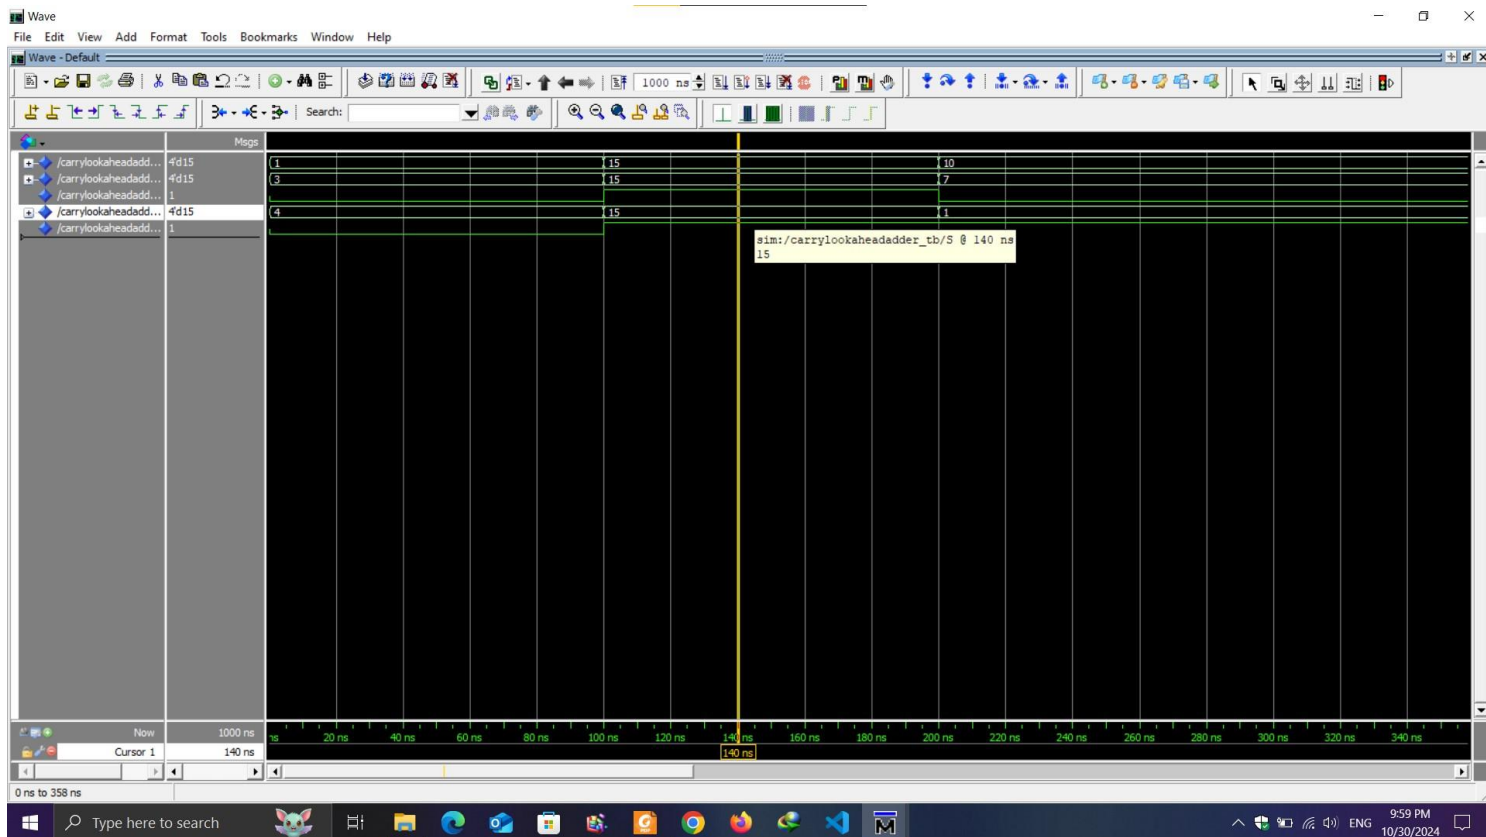 Wave
File Edit View Add Format Tools Bookmarks Window Help
Wave - Default
1000 ns
Search:
Msgs
/carrylookaheadadd... 4'd15 1 15 10
/carrylookaheadadd... 4'd15 3 15 7
/carrylookaheadadd... 1
/carrylookaheadadd... 4'd15 4 15 1
/carrylookaheadadd... 1
sim:/carrylookaheadadder_tb/S @ 140 ns
15
Now 1000 ns
ns 20 ns 40 ns 60 ns 80 ns 100 ns 120 ns 140 ns 160 ns 180 ns 200 ns 220 ns 240 ns 260 ns 280 ns 300 ns 320 ns 340 ns
Cursor 1 140 ns 140 ns
0 ns to 358 ns
Type here to search
ENG
9:59 PM
10/30/2024